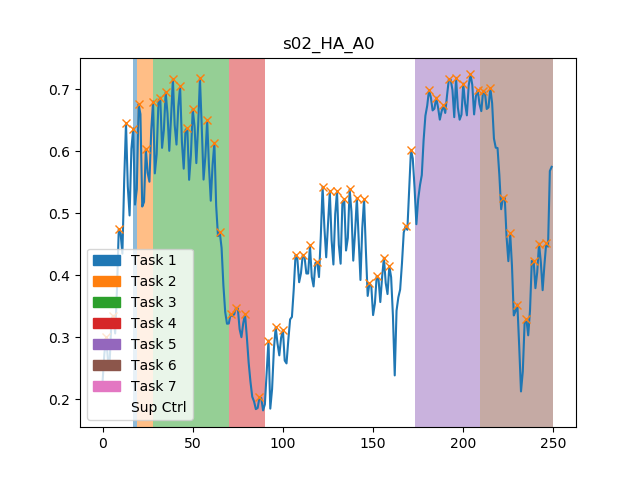 s02_HA_A0
0.7
0.6
0.5
0.4
0.3
0.2
Task 1
Task 2
Task 3
Task 4
Task 5
Task 6
Task 7
Sup Ctrl
0 50 100 150 200 250